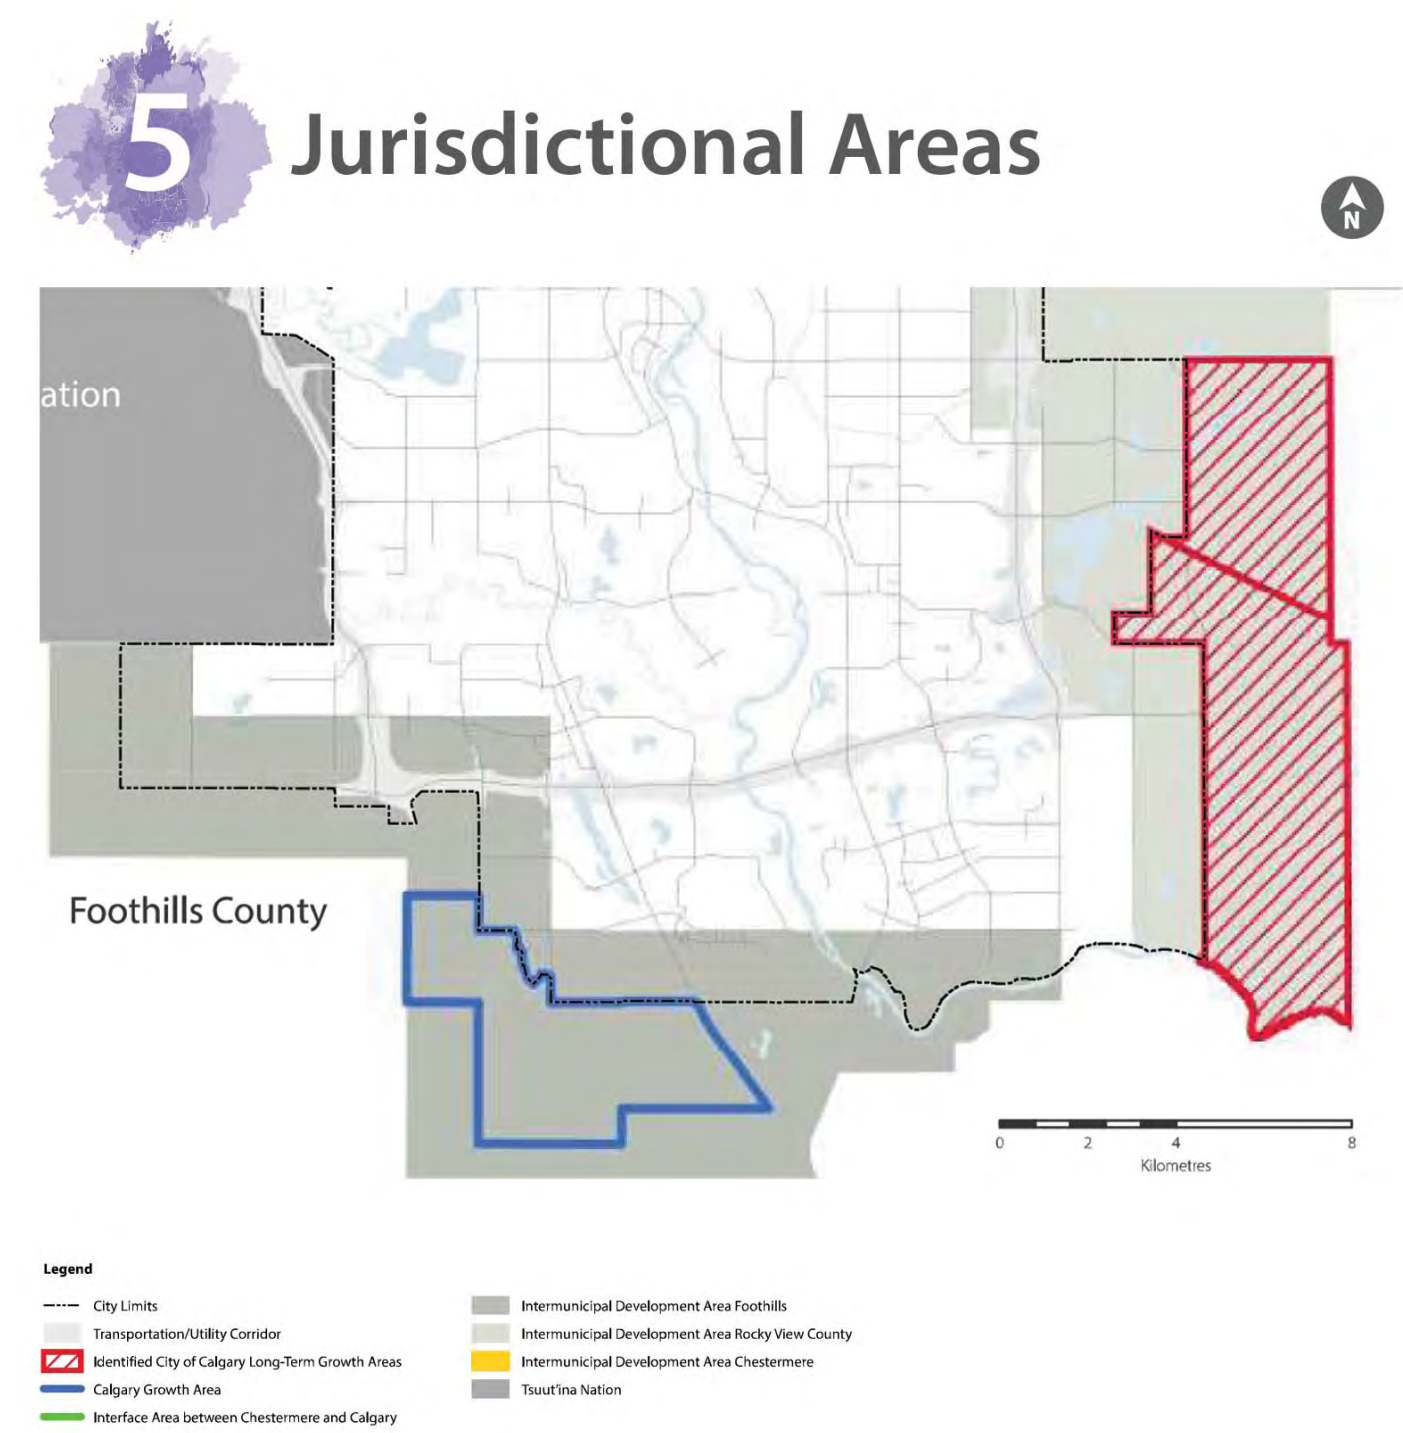 5 Jurisdictional Areas
N
ation
Foothills County
0 2 4 8
Kilometres
Legend
City Limits
Transportation/Utility Corridor
Identified City of Calgary Long-Term Growth Areas
Calgary Growth Area
Interface Area between Chestermere and Calgary
Intermunicipal Development Area Foothills
Intermunicipal Development Area Rocky View County
Intermunicipal Development Area Chestermere
Tsuut'ina Nation